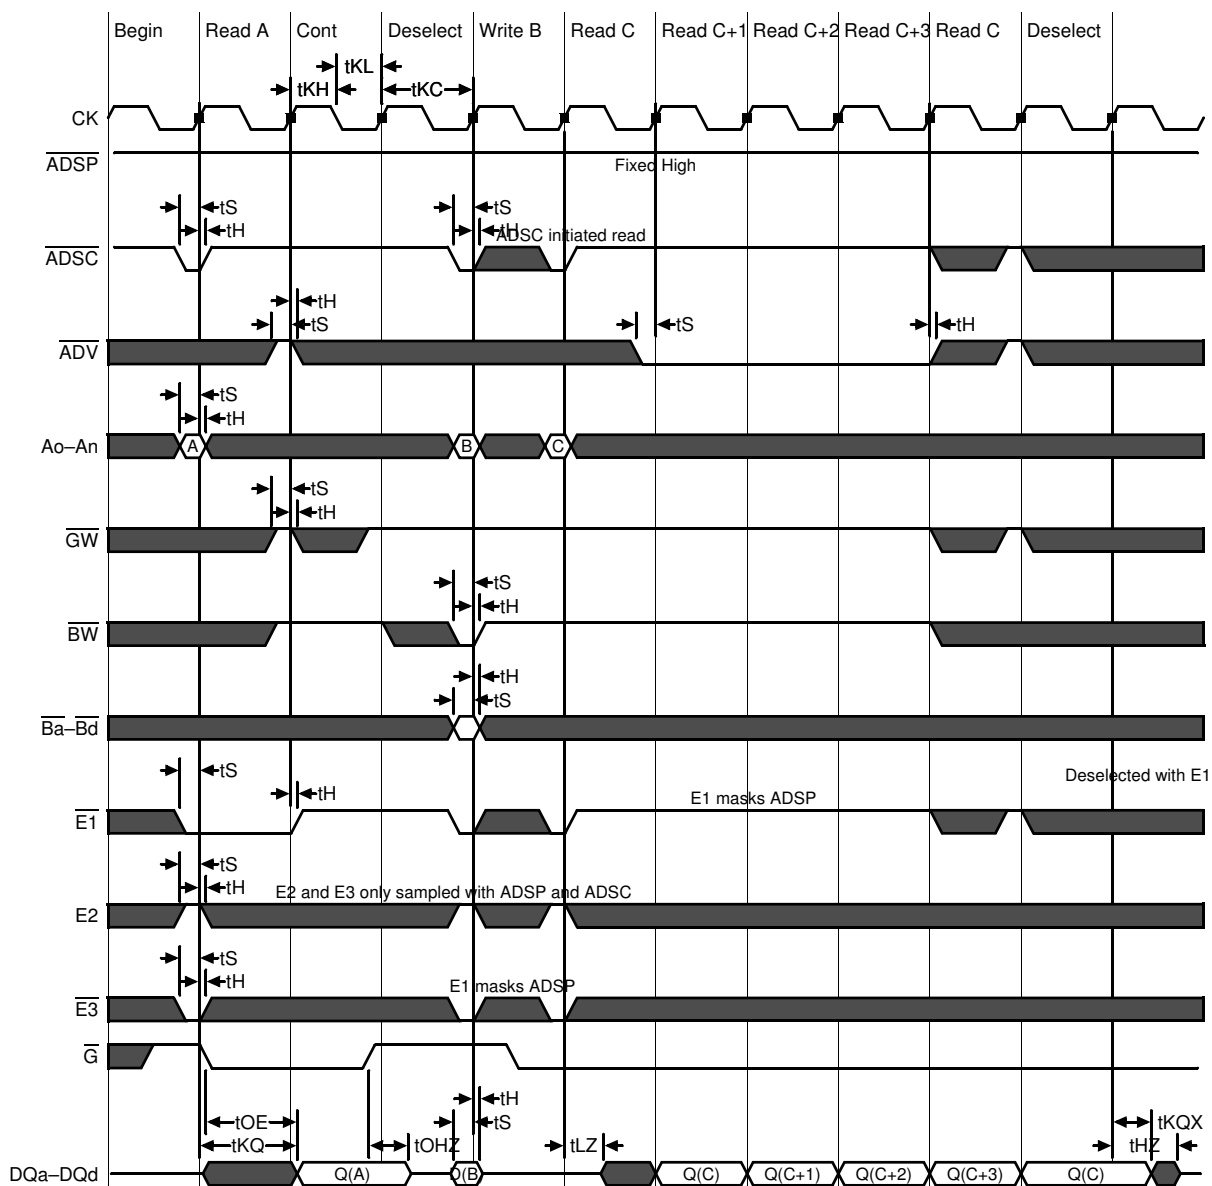 Begin Read A Cont Deselect Write B Read C Read C+1 Read C+2 Read C+3 Read C Deselect
tKL
tKH tKC
CK
ADSP Fixed High
tS tS
tH tH
ADSC initiated read
ADSC
tH
tS tS tH
ADV
tS
tH
Ao–An A B C
tS
tH
GW
tS
tH
BW
tH
tS
Ba–Bd
tS Deselected with E1
tH E1 masks ADSP
E1
tS
tH E2 and E3 only sampled with ADSP and ADSC
E2
tS
tH E1 masks ADSP
E3
G
tH
tOE tS tKQX
tKQ tOHZ tLZ tHZ
DQa–DQd Q(A) D(B Q(C) Q(C+1) Q(C+2) Q(C+3) Q(C)